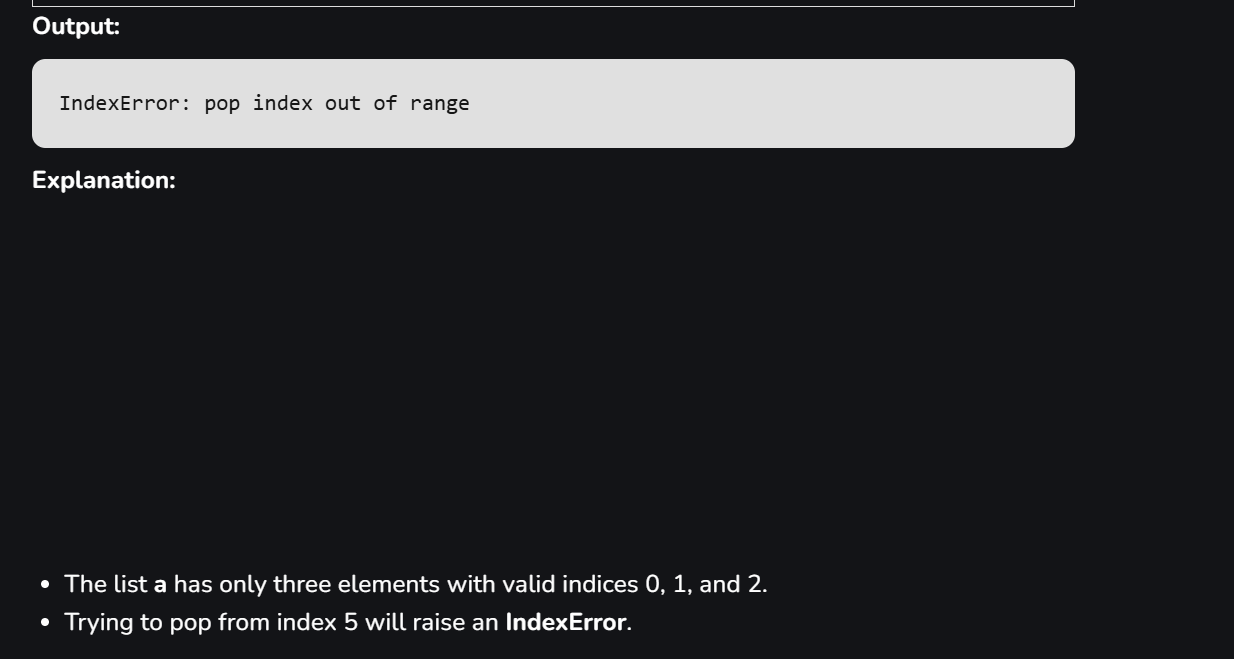 Output:
IndexError: pop index out of range
Explanation:
The list a has only three elements with valid indices 0, 1, and 2.
Trying to pop from index 5 will raise an IndexError.